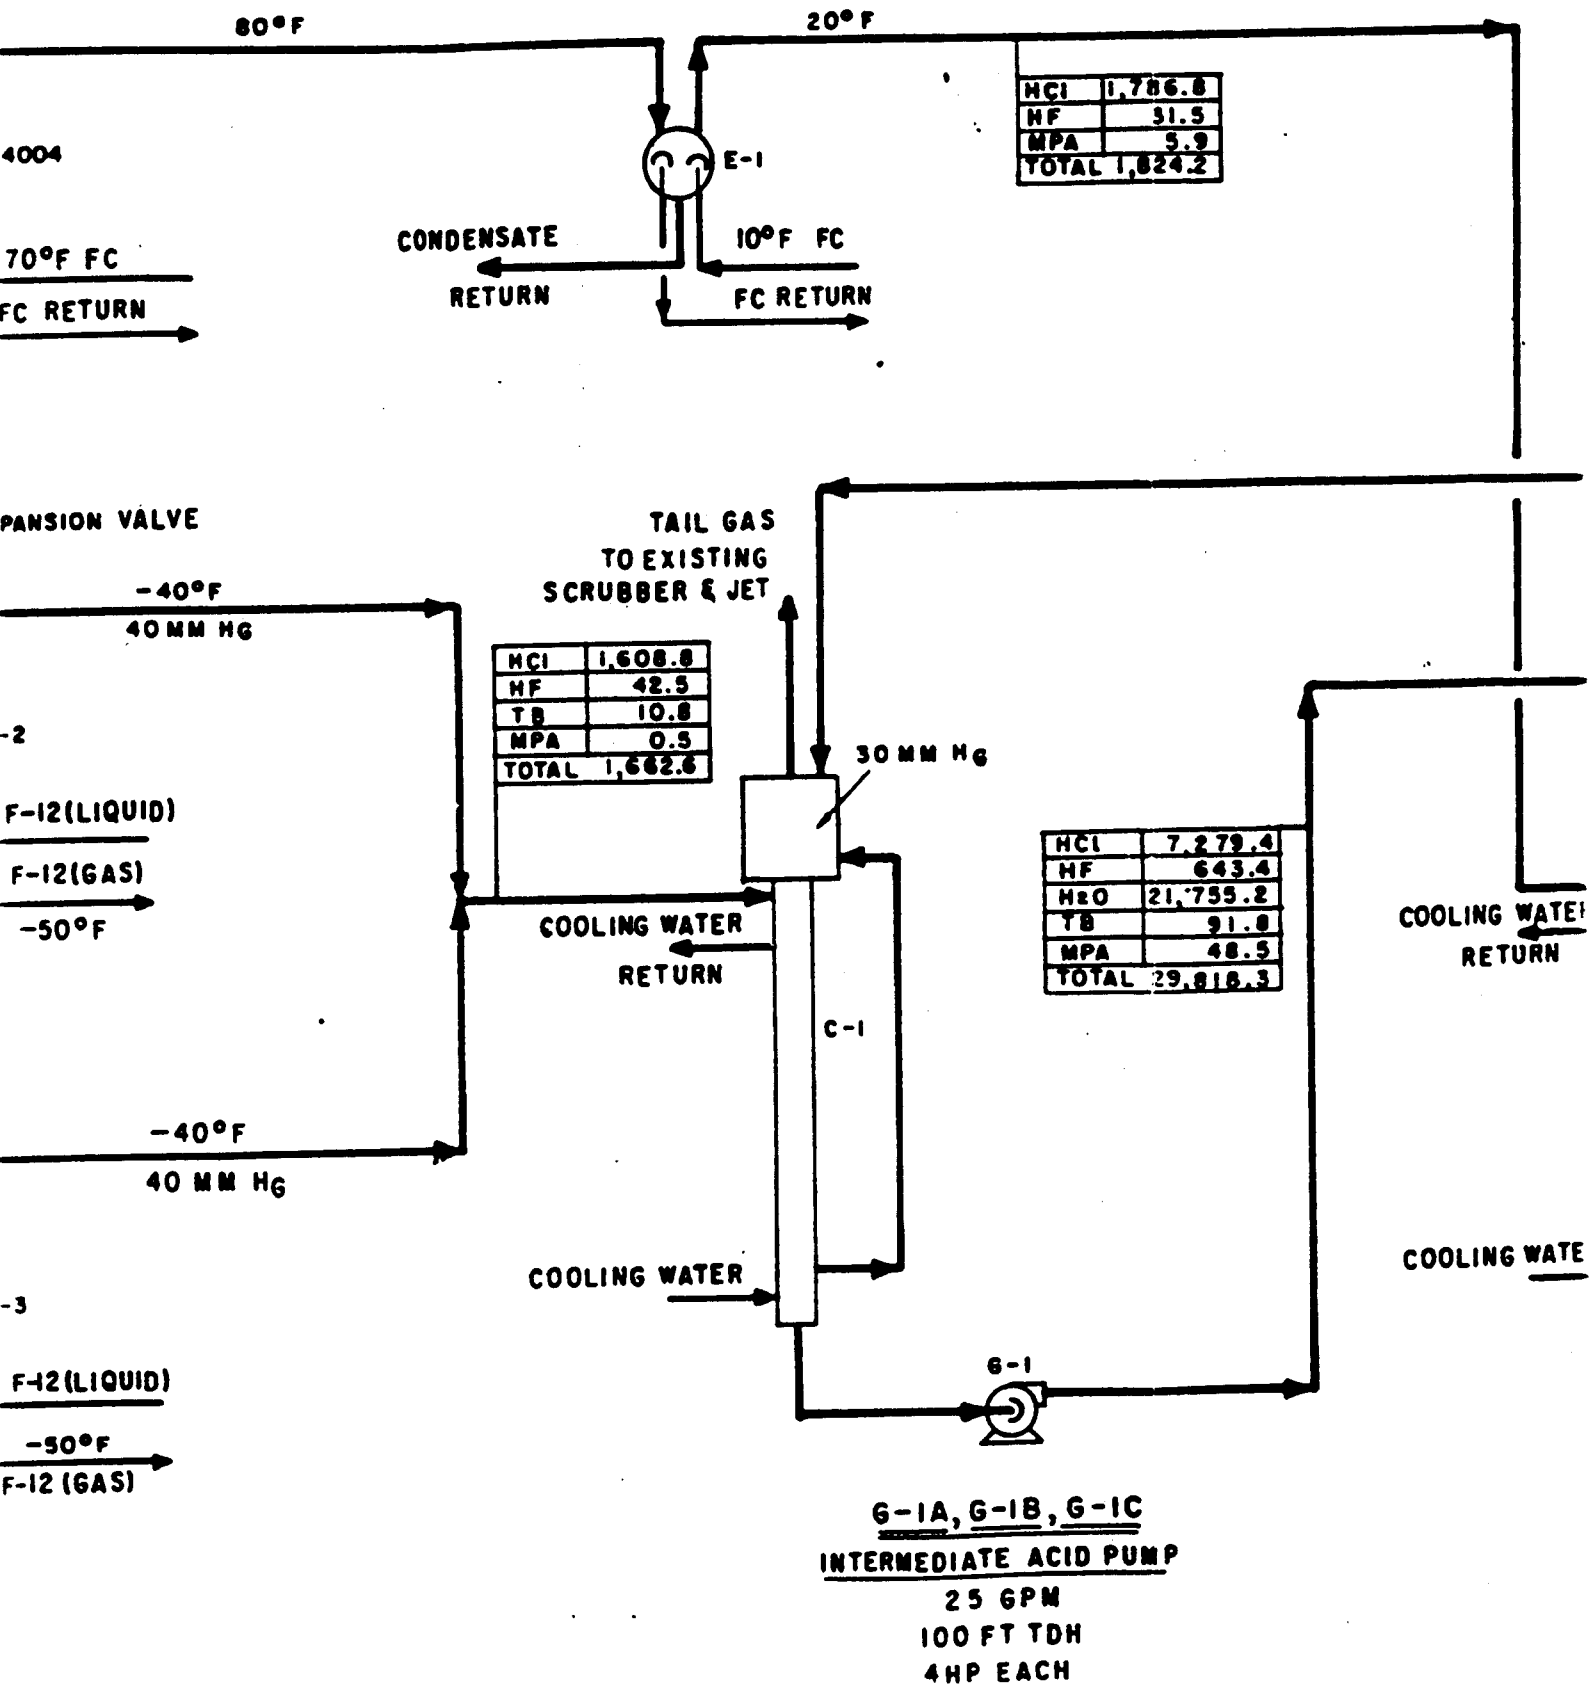 80°F
20°F
HCl 1,786.8
HF 31.5
MPA 5.9
TOTAL 1,824.2
4004
E-1
70°F FC
CONDENSATE
10°F FC
RETURN
FC RETURN
FC RETURN
PANSION VALVE
TAIL GAS
TO EXISTING
SCRUBBER & JET
-40°F
40 MM HG
HCl 1,608.8
HF 42.5
TB 10.8
MPA 0.5
TOTAL 1,662.6
-2
30 MM HG
F-12(LIQUID)
F-12(GAS)
-50°F
HCl 7,279.4
HF 643.4
H2O 21,755.2
TB 91.8
MPA 48.5
TOTAL 29,818.3
COOLING WATER
RETURN
COOLING WATE
RETURN
C-1
-40°F
40 MM HG
COOLING WATER
COOLING WATE
-3
G-1
F-12(LIQUID)
-50°F
F-12(GAS)
G-1A, G-1B, G-1C
INTERMEDIATE ACID PUMP
25 GPM
100 FT TDH
4HP EACH